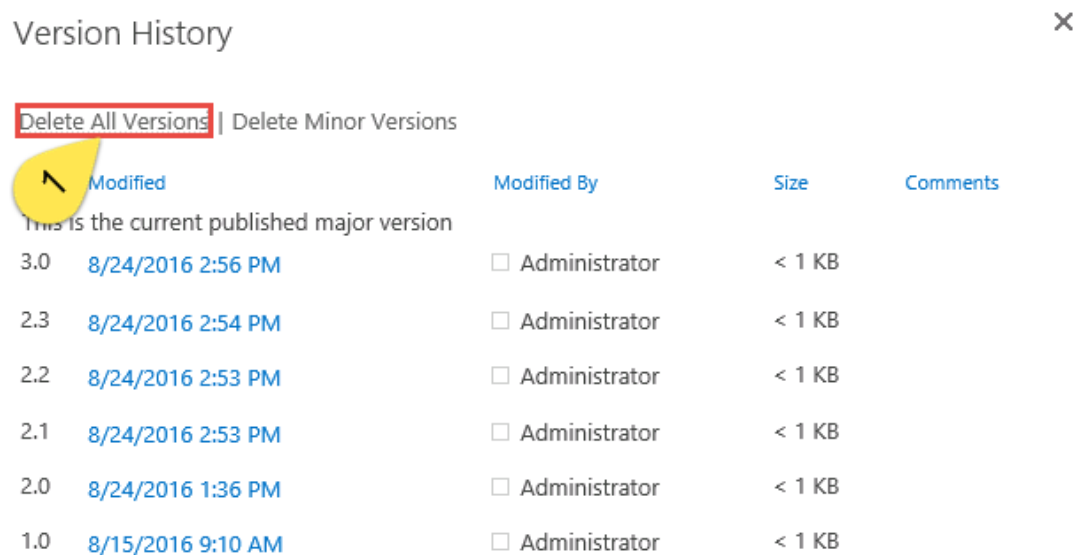 Version History
Delete All Versions | Delete Minor Versions
1
Modified Modified By Size Comments
This is the current published major version
3.0 8/24/2016 2:56 PM Administrator < 1 KB
2.3 8/24/2016 2:54 PM Administrator < 1 KB
2.2 8/24/2016 2:53 PM Administrator < 1 KB
2.1 8/24/2016 2:53 PM Administrator < 1 KB
2.0 8/24/2016 1:36 PM Administrator < 1 KB
1.0 8/15/2016 9:10 AM Administrator < 1 KB